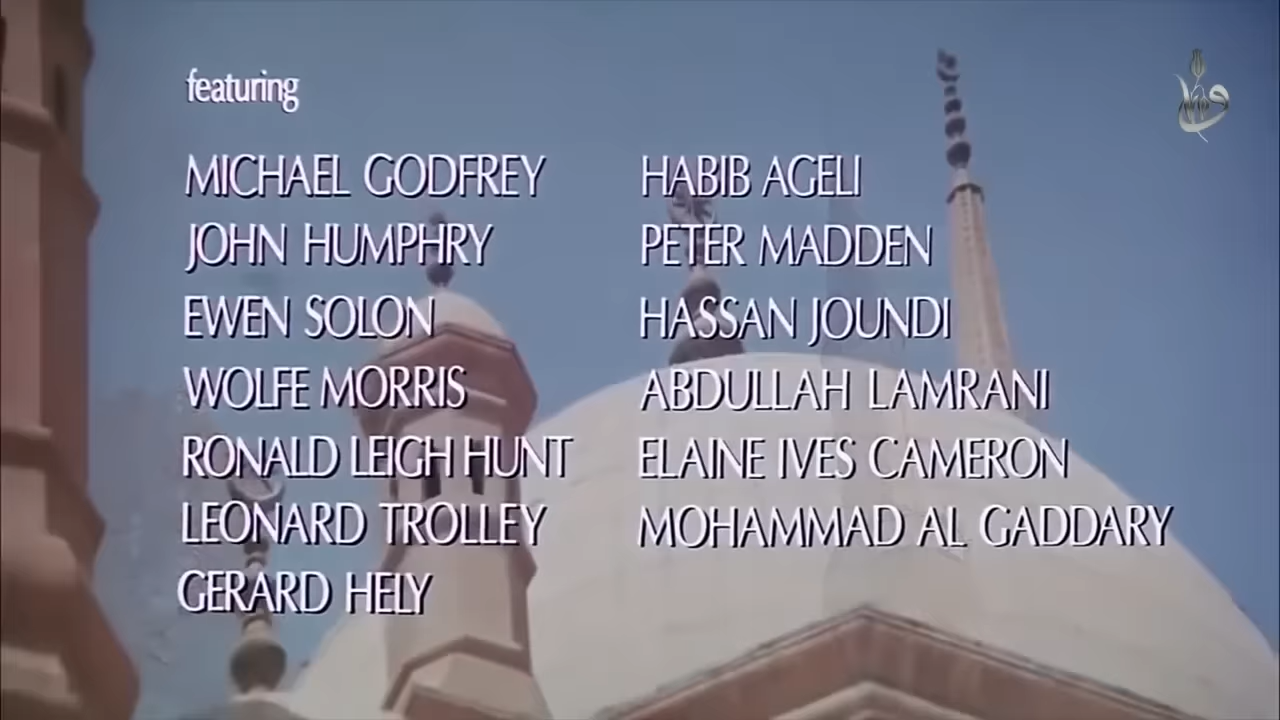 featuring
MICHAEL GODFREY
JOHN HUMPHRY
EWEN SOLON
WOLFE MORRIS
RONALD LEIGH HUNT
LEONARD TROLLEY
GERARD HELY
HABIB AGELI
PETER MADDEN
HASSAN JOUNDI
ABDULLAH LAMRANI
ELAINE IVES CAMERON
MOHAMMAD AL GADDARY